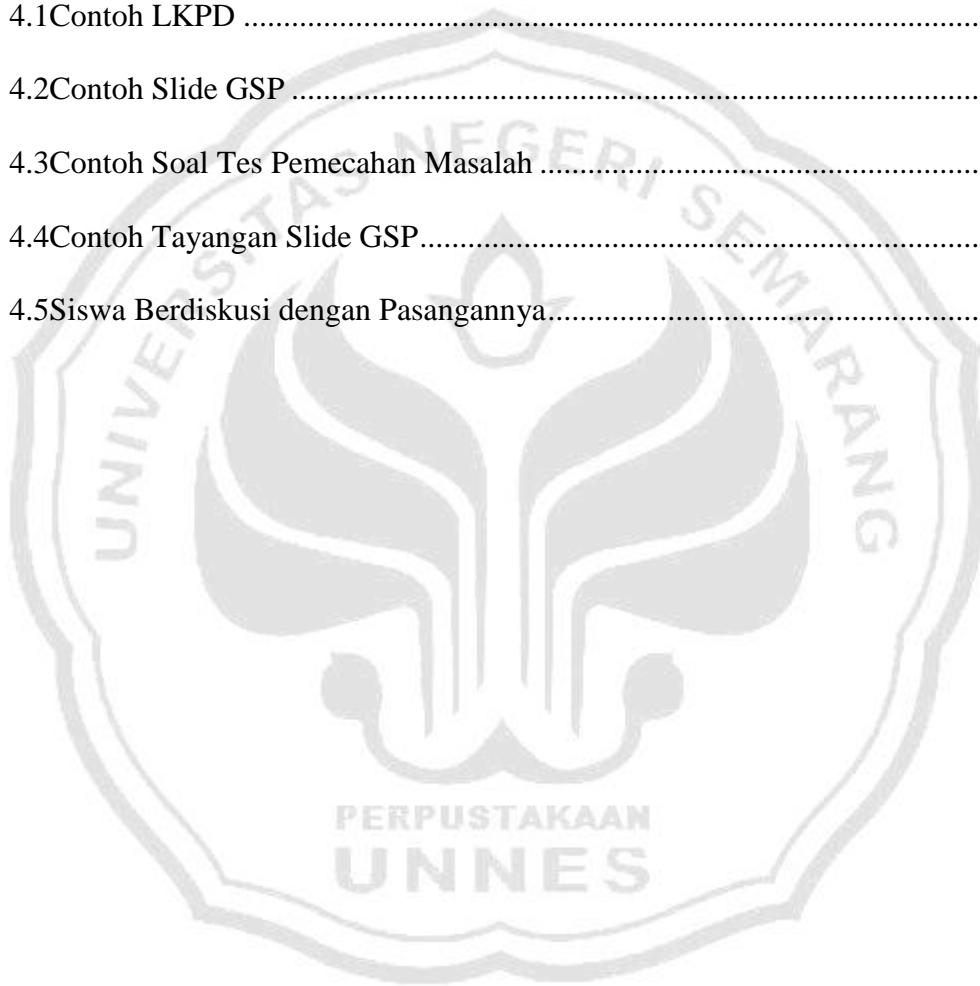 4.1Contoh LKPD ..........................................................................................
4.2Contoh Slide GSP ....................................................................................
4.3Contoh Soal Tes Pemecahan Masalah .....................................................
4.4Contoh Tayangan Slide GSP....................................................................
4.5Siswa Berdiskusi dengan Pasangannya....................................................
UNIVERSITAS NEGERI SEMARANG
PERPUSTAKAAN
UNNES